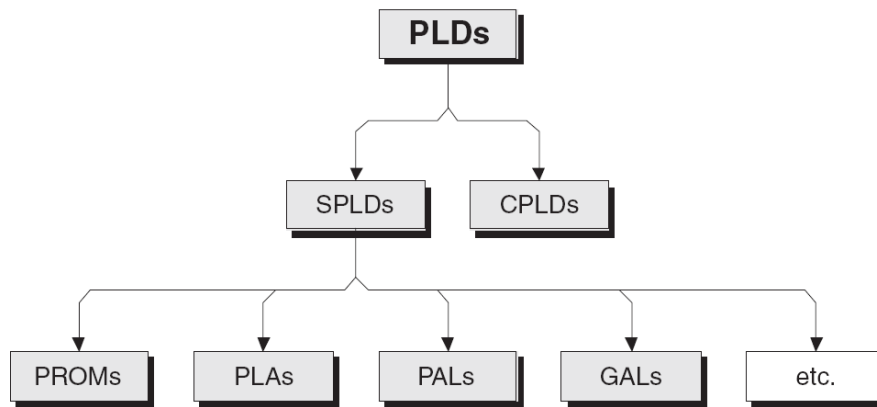 PLDs
SPLDs
CPLDs
PROMs
PLAs
PALs
GALs
etc.